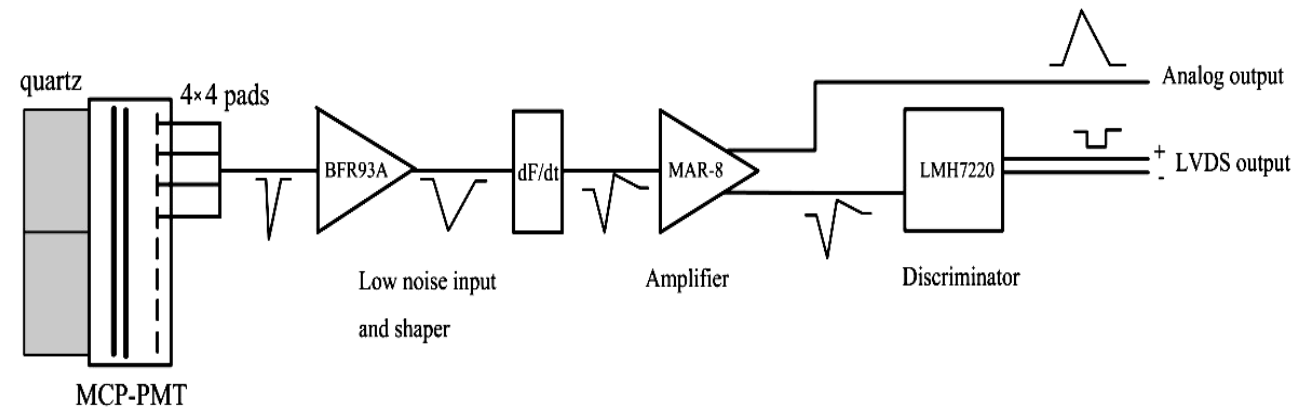 quartz
4×4 pads
Analog output
BFR93A
dF/dt
MAR-8
LMH7220
+
-
LVDS output
Low noise input
and shaper
Amplifier
Discriminator
MCP-PMT